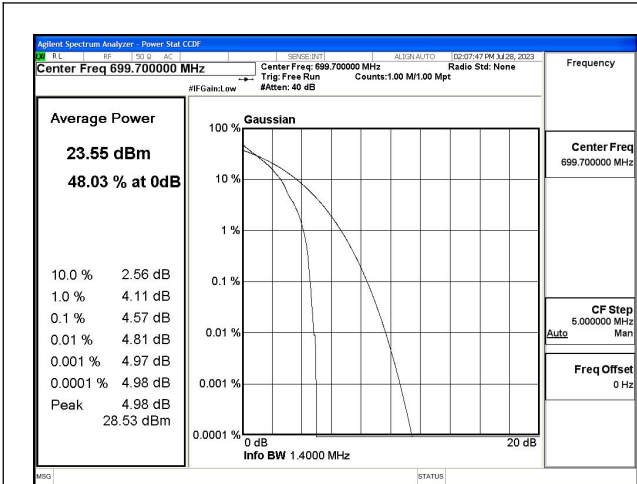 Agilent Spectrum Analyzer - Power Stat CCDF
RL RF 50 Ω AC SENSE:INT ALIGN AUTO 02:07:47 PM Jul 28, 2023
Center Freq 699.700000 MHz
Center Freq: 699.700000 MHz Radio Std: None
Trig: Free Run Counts:1.00 M/1.00 Mpt
#IFGain:Low #Atten: 40 dB
Average Power
23.55 dBm
48.03 % at 0dB
10.0 % 2.56 dB
1.0 % 4.11 dB
0.1 % 4.57 dB
0.01 % 4.81 dB
0.001 % 4.97 dB
0.0001 % 4.98 dB
Peak 4.98 dB
28.53 dBm
Gaussian
100 %
10 %
1 %
0.1 %
0.01 %
0.001 %
0.0001 %
0 dB 20 dB
Info BW 1.4000 MHz
Frequency
Center Freq
699.700000 MHz
CF Step
5.000000 MHz
Auto Man
Freq Offset
0 Hz
MSG STATUS